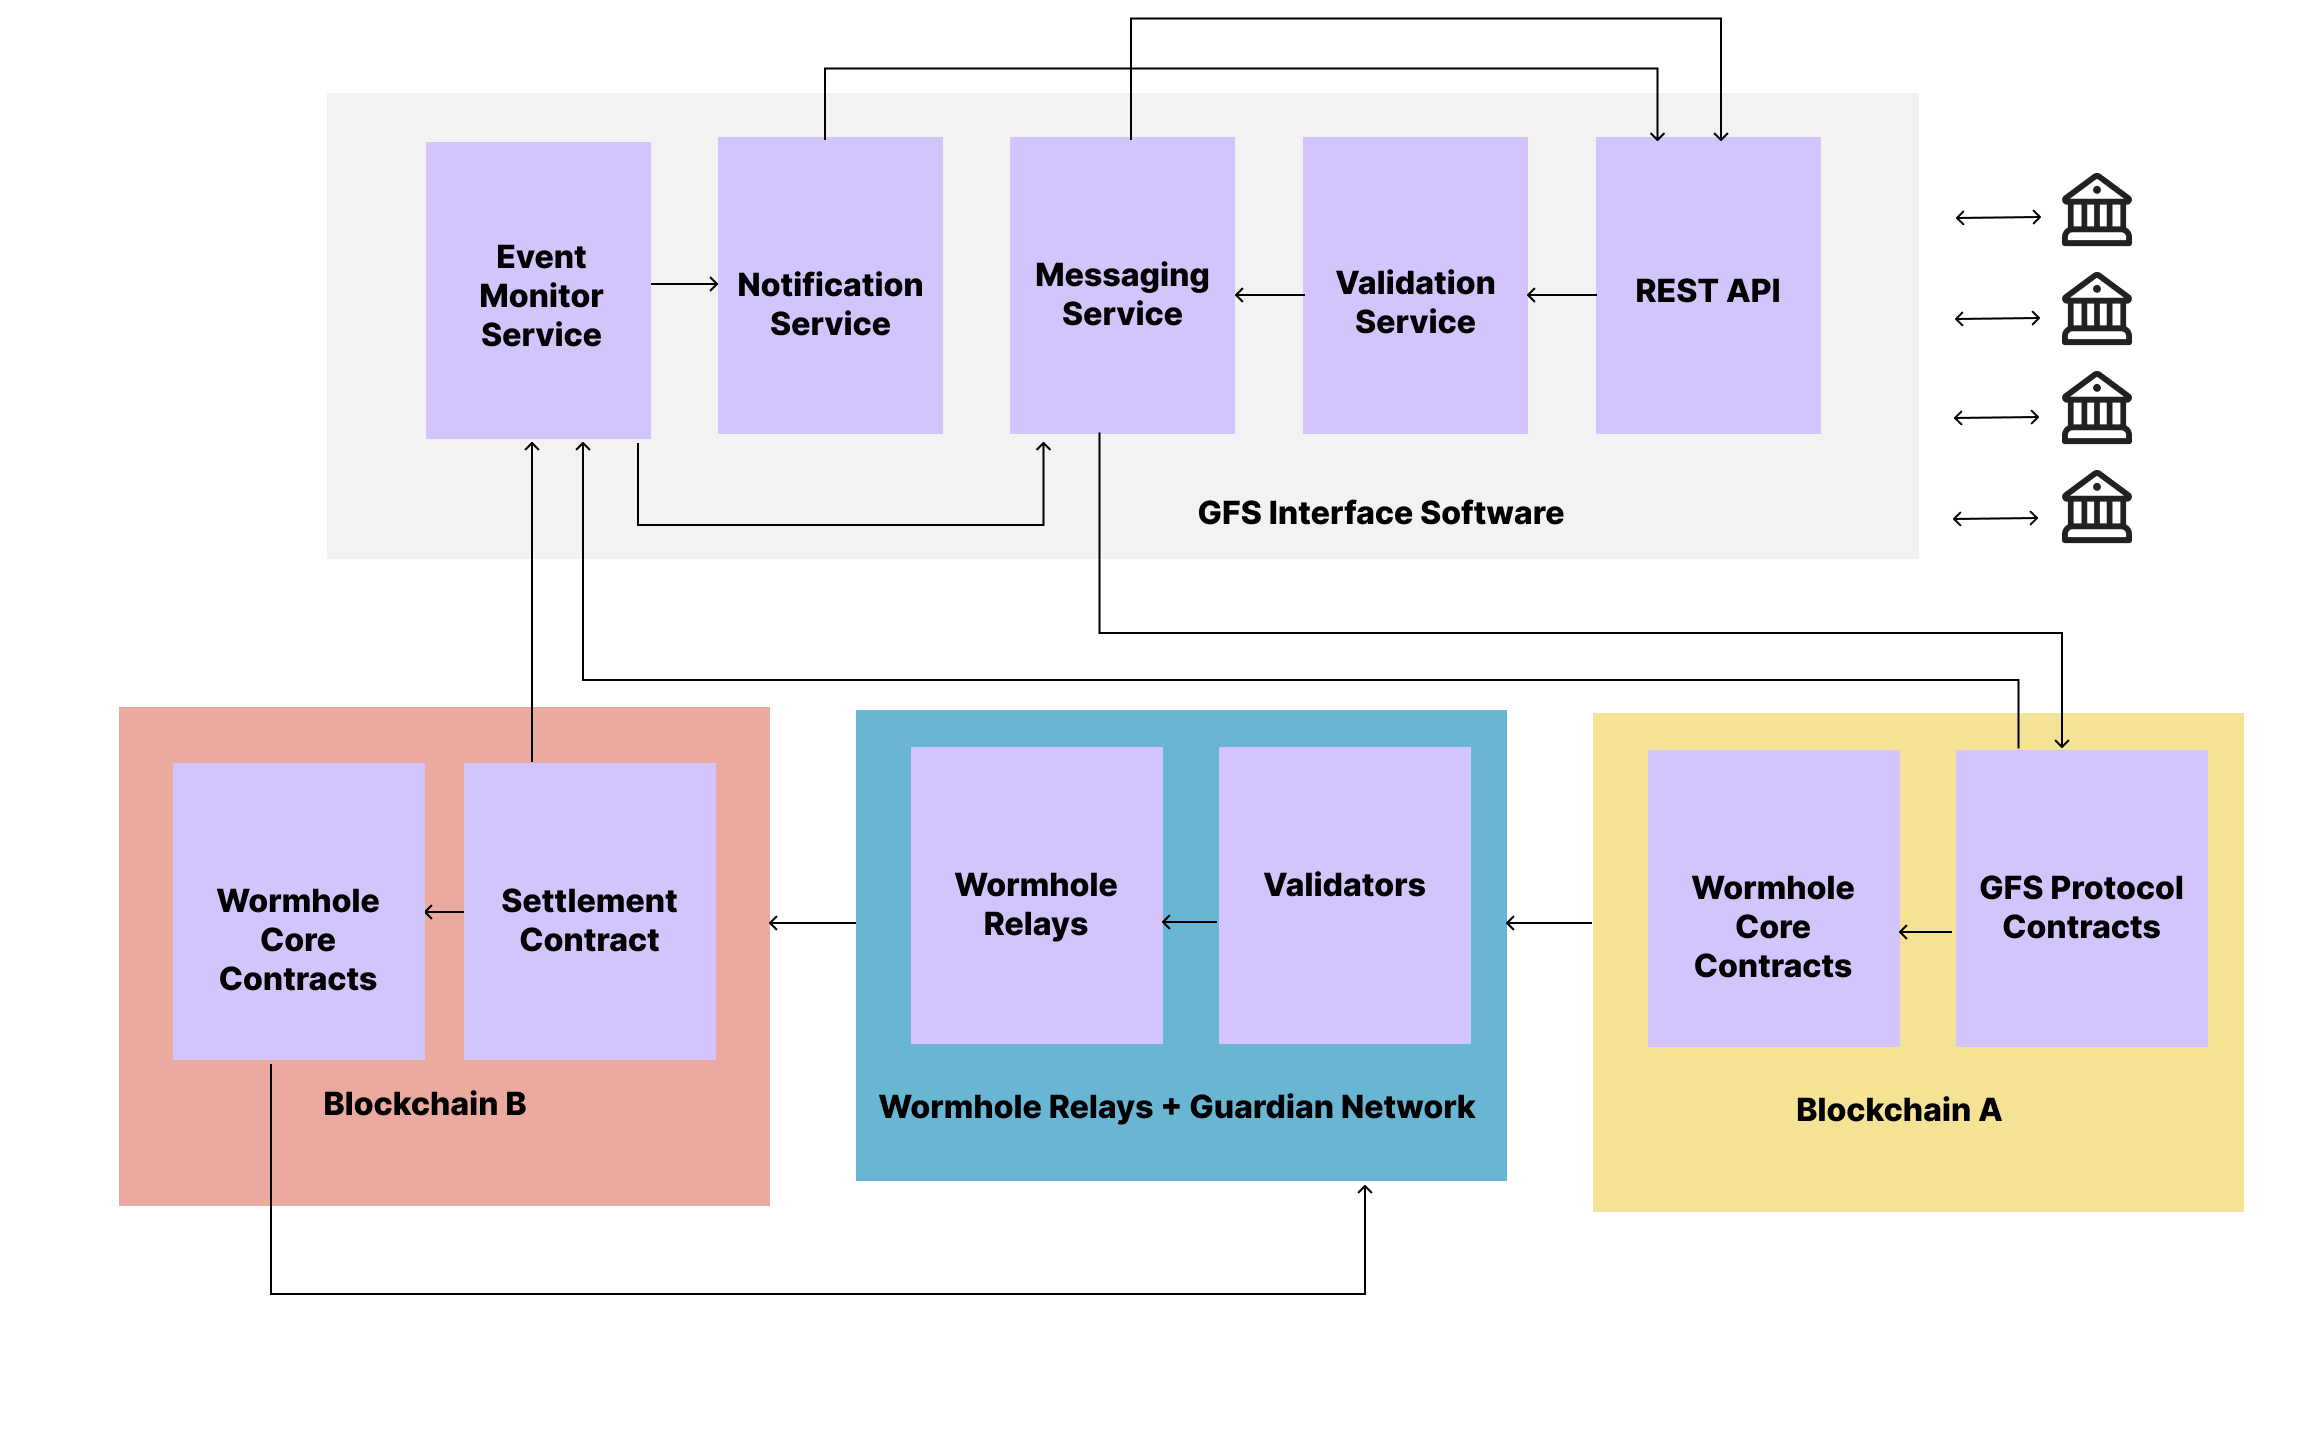 Event
Monitor
Service
Notification
Service
Messaging
Service
Validation
Service
REST API
GFS Interface Software
Wormhole
Core
Contracts
Settlement
Contract
Blockchain B
Wormhole
Relays
Validators
Wormhole Relays + Guardian Network
Wormhole
Core
Contracts
GFS Protocol
Contracts
Blockchain A